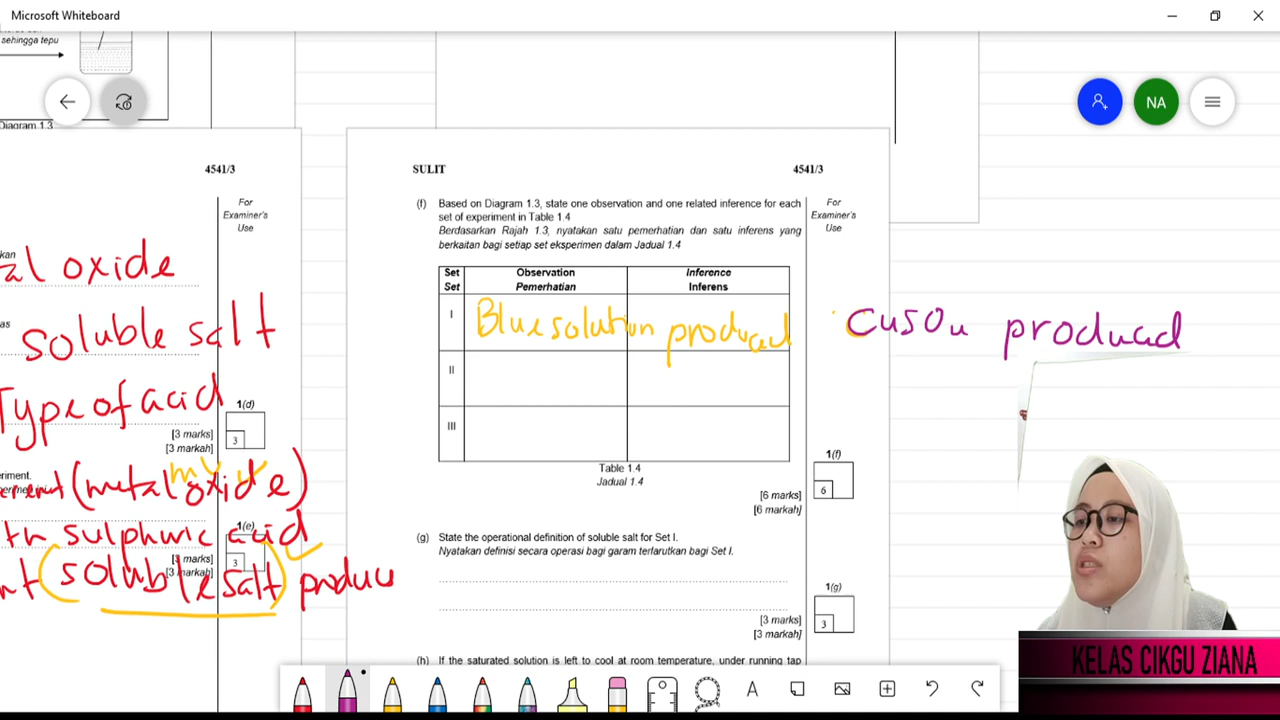 Microsoft Whiteboard
sehingga tepu
Diagram 1.3
NA
4541/3
For
Examiner's
Use
oxide
soluble salt
Type of acid
1(d)
3
[3 marks]
[3 markah]
(metal oxide)
1(e)
sulphuric acid
3
(soluble salt)
SULIT
4541/3
(f) Based on Diagram 1.3, state one observation and one related inference for each
set of experiment in Table 1.4
Berdasarkan Rajah 1.3, nyatakan satu pemerhatian dan satu inferens yang
berkaitan bagi setiap set eksperimen dalam Jadual 1.4
For
Examiner's
Use
Set Observation Inference
Set Pemerhatian Inferens
I Blue solution produced CuSO4 produced
II
III
Table 1.4
Jadual 1.4
[6 marks]
[6 markah]
1(f)
6
(g) State the operational definition of soluble salt for Set I.
Nyatakan definisi secara operasi bagi garam terlarutkan bagi Set I.
[3 marks]
[3 markah]
1(g)
3
(h) If the saturated solution is left to cool at room temperature, under running tap
KELAS CIKGU ZIANA